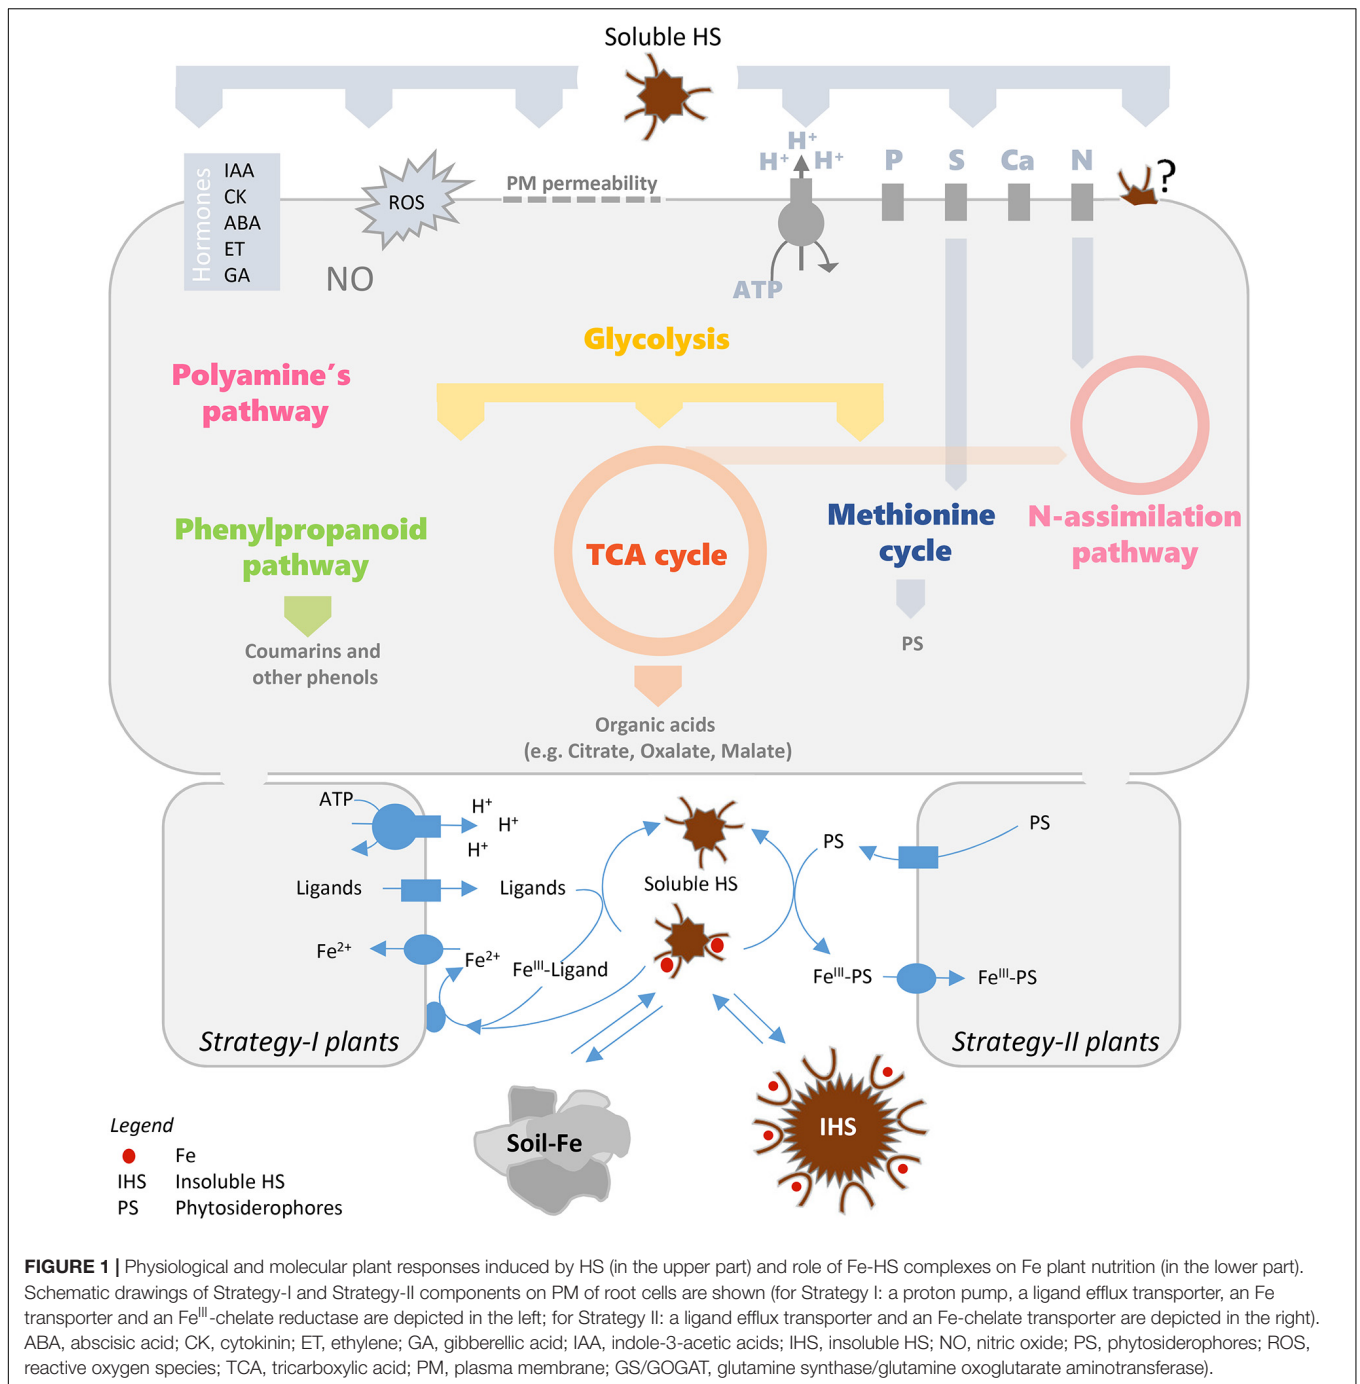 Soluble HS
Hormones
IAA
CK
ABA
ET
GA
ROS
NO
PM permeability
H⁺
H⁺ H⁺
ATP
P S Ca N
?
Glycolysis
Polyamine´s
pathway
Phenylpropanoid
pathway
Coumarins and
other phenols
TCA cycle
Organic acids
(e.g. Citrate, Oxalate, Malate)
Methionine
cycle
PS
N-assimilation
pathway
ATP
H⁺
H⁺
H⁺
Ligands
Ligands
Fe²⁺
Fe²⁺
Feᴵᴵᴵ-Ligand
Strategy-I plants
Soluble HS
PS
PS
Feᴵᴵᴵ-PS
Feᴵᴵᴵ-PS
Strategy-II plants
Soil-Fe
IHS
Legend
Fe
IHS Insoluble HS
PS Phytosiderophores
FIGURE 1 | Physiological and molecular plant responses induced by HS (in the upper part) and role of Fe-HS complexes on Fe plant nutrition (in the lower part).
Schematic drawings of Strategy-I and Strategy-II components on PM of root cells are shown (for Strategy I: a proton pump, a ligand efflux transporter, an Fe
transporter and an Feᴵᴵᴵ-chelate reductase are depicted in the left; for Strategy II: a ligand efflux transporter and an Fe-chelate transporter are depicted in the right).
ABA, abscisic acid; CK, cytokinin; ET, ethylene; GA, gibberellic acid; IAA, indole-3-acetic acids; IHS, insoluble HS; NO, nitric oxide; PS, phytosiderophores; ROS,
reactive oxygen species; TCA, tricarboxylic acid; PM, plasma membrane; GS/GOGAT, glutamine synthase/glutamine oxoglutarate aminotransferase).